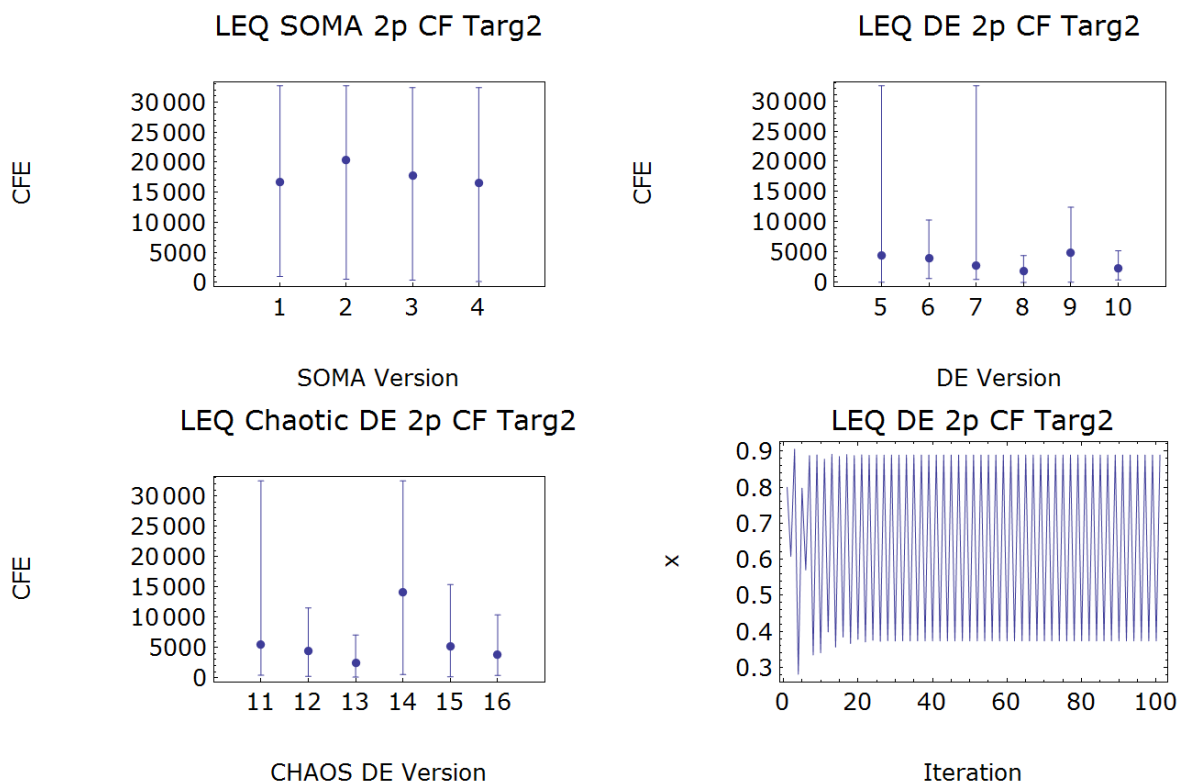 LEQ SOMA 2p CF Targ2
CFE
30 000
25 000
20 000
15 000
10 000
5000
0
1 2 3 4
SOMA Version
LEQ DE 2p CF Targ2
CFE
30 000
25 000
20 000
15 000
10 000
5000
0
5 6 7 8 9 10
DE Version
LEQ Chaotic DE 2p CF Targ2
CFE
30 000
25 000
20 000
15 000
10 000
5000
0
11 12 13 14 15 16
CHAOS DE Version
LEQ DE 2p CF Targ2
x
0.9
0.8
0.7
0.6
0.5
0.4
0.3
0 20 40 60 80 100
Iteration